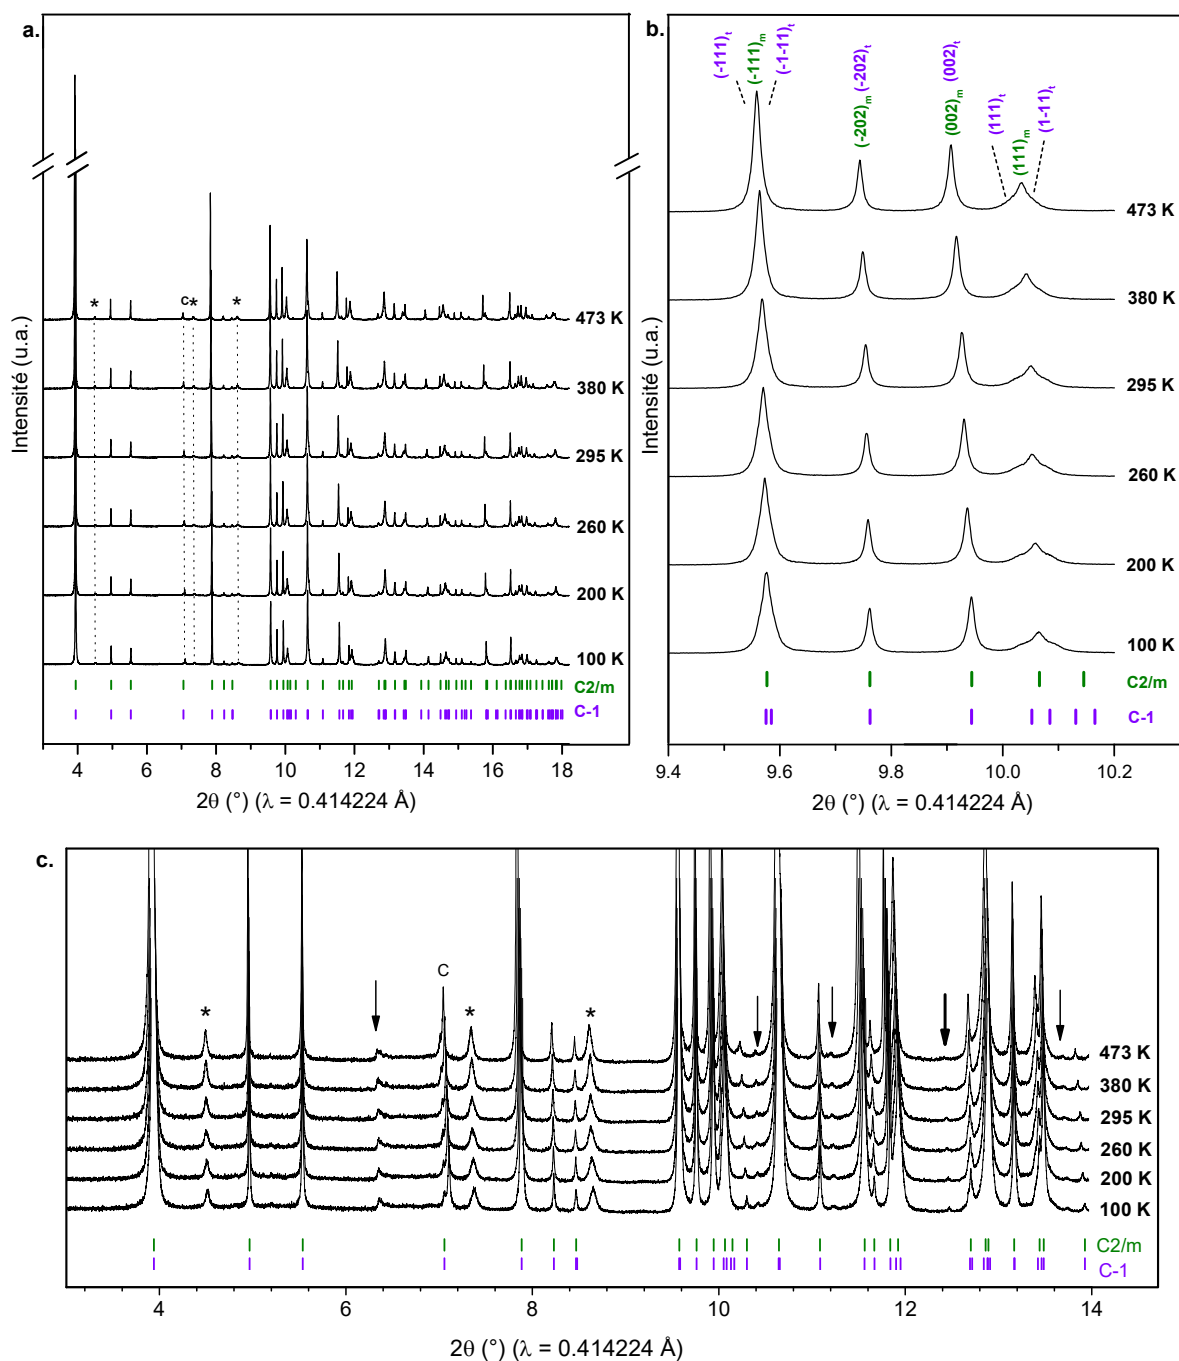 a.
Intensité (u.a.)
* c * *
473 K
380 K
295 K
260 K
200 K
100 K
C2/m
C-1
4 6 8 10 12 14 16 18
2θ (°) (λ = 0.414224 Å)
b.
Intensité (u.a.)
(-111)t
(-111)m
(-1-11)t
(-202)m (-202)t
(002)m (002)t
(111)t
(111)m
(1-11)t
473 K
380 K
295 K
260 K
200 K
100 K
C2/m
C-1
9.4 9.6 9.8 10.0 10.2
2θ (°) (λ = 0.414224 Å)
c.
* C * *
473 K
380 K
295 K
260 K
200 K
100 K
C2/m
C-1
4 6 8 10 12 14
2θ (°) (λ = 0.414224 Å)